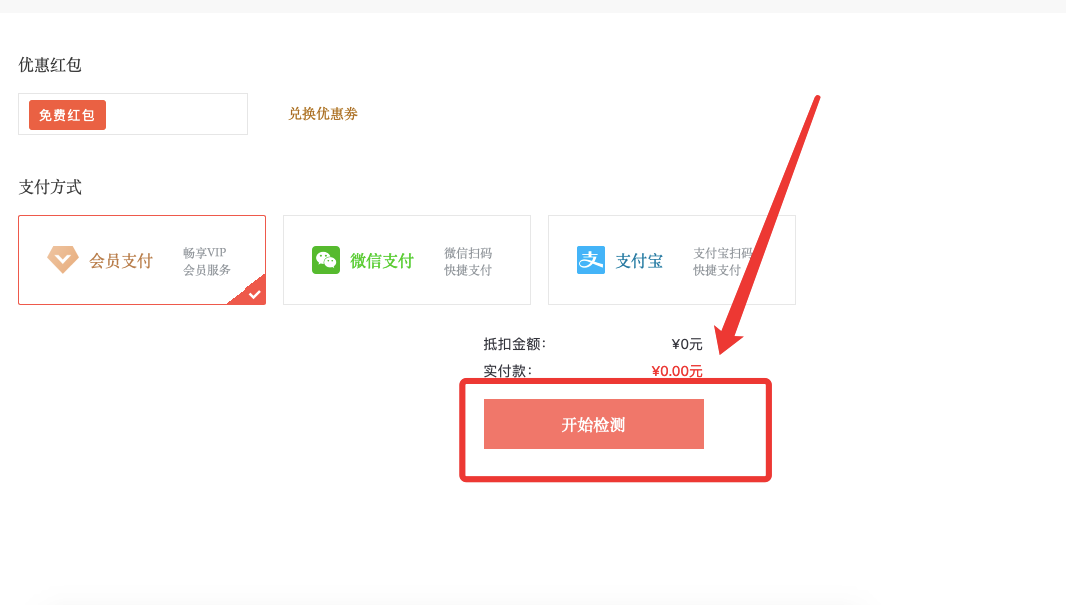 优惠红包
免费红包
兑换优惠劵
支付方式
会员支付
畅享VIP
会员服务
微信支付
微信扫码
快捷支付
支付宝
支付宝扫码
快捷支付
抵扣金额：
¥0元
实付款：
¥0.00元
开始检测